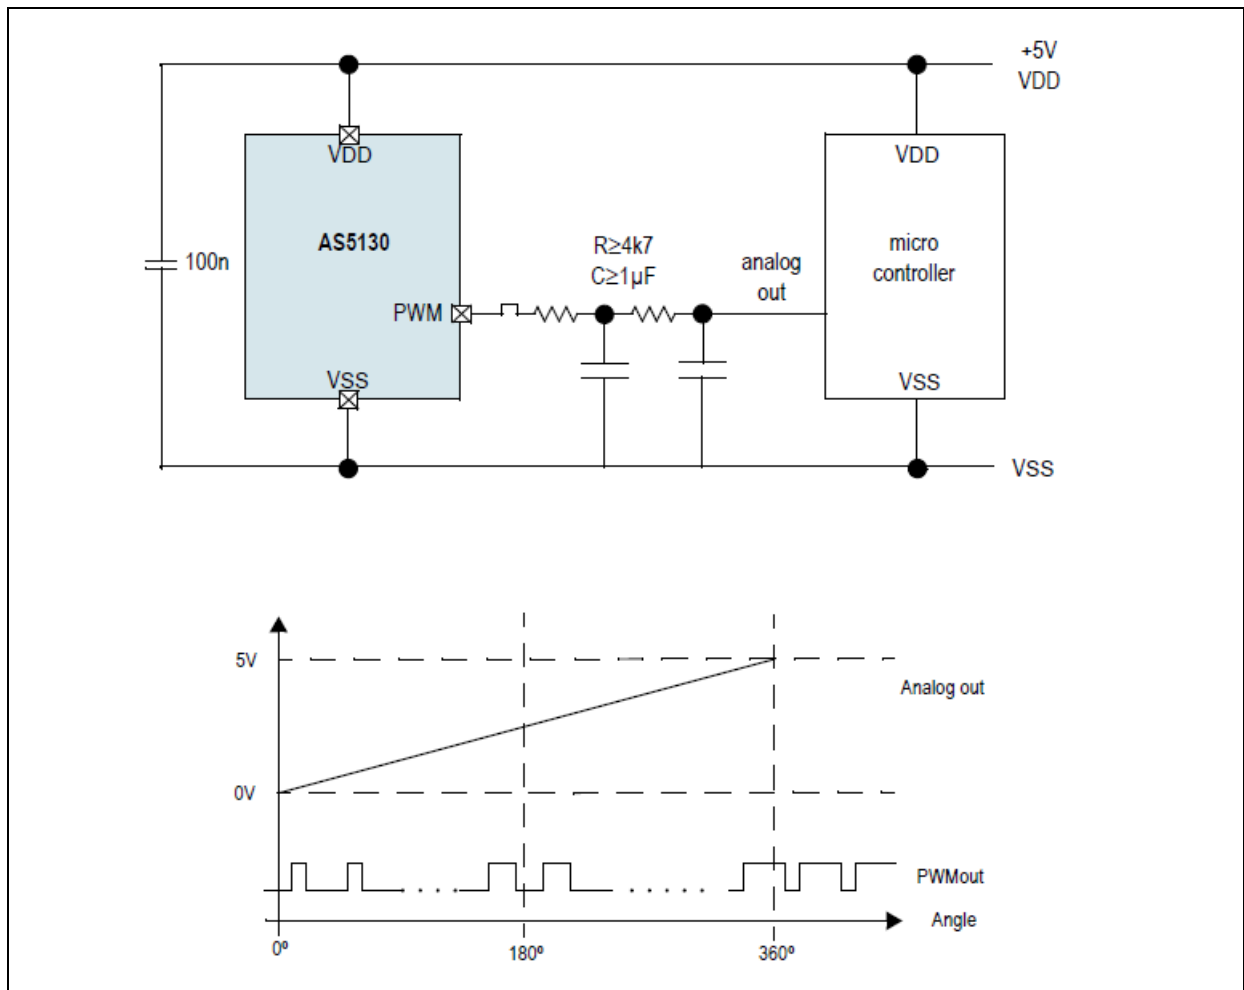 +5V
VDD
VDD
VDD
AS5130
micro
controller
100n
R≥4k7
C≥1µF
analog
out
PWM
VSS
VSS
VSS
5V
Analog out
0V
PWMout
Angle
0º
180º
360º